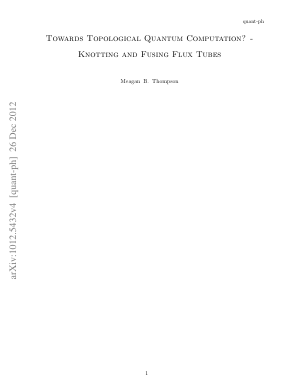 quant-ph
Towards Topological Quantum Computation? -
Knotting and Fusing Flux Tubes
Meagan B. Thompson
arXiv:1012.5432v4 [quant-ph] 26 Dec 2012
1